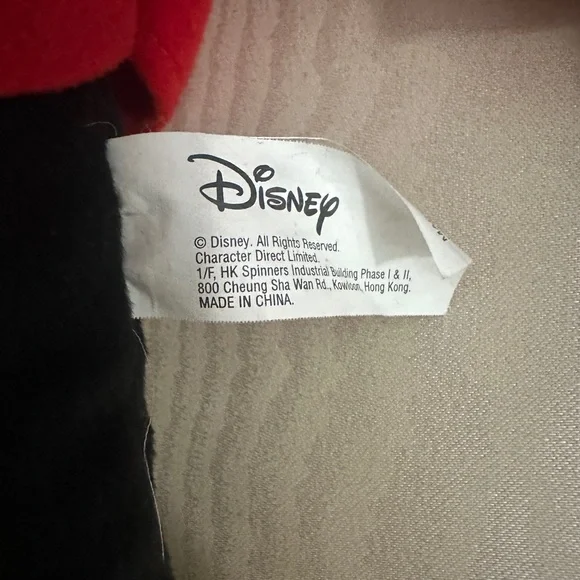 Disney
© Disney. All Rights Reserved.
Character Direct Limited.
1/F, HK Spinners Industrial Building Phase I & II,
800 Cheung Sha Wan Rd., Kowloon, Hong Kong.
MADE IN CHINA.